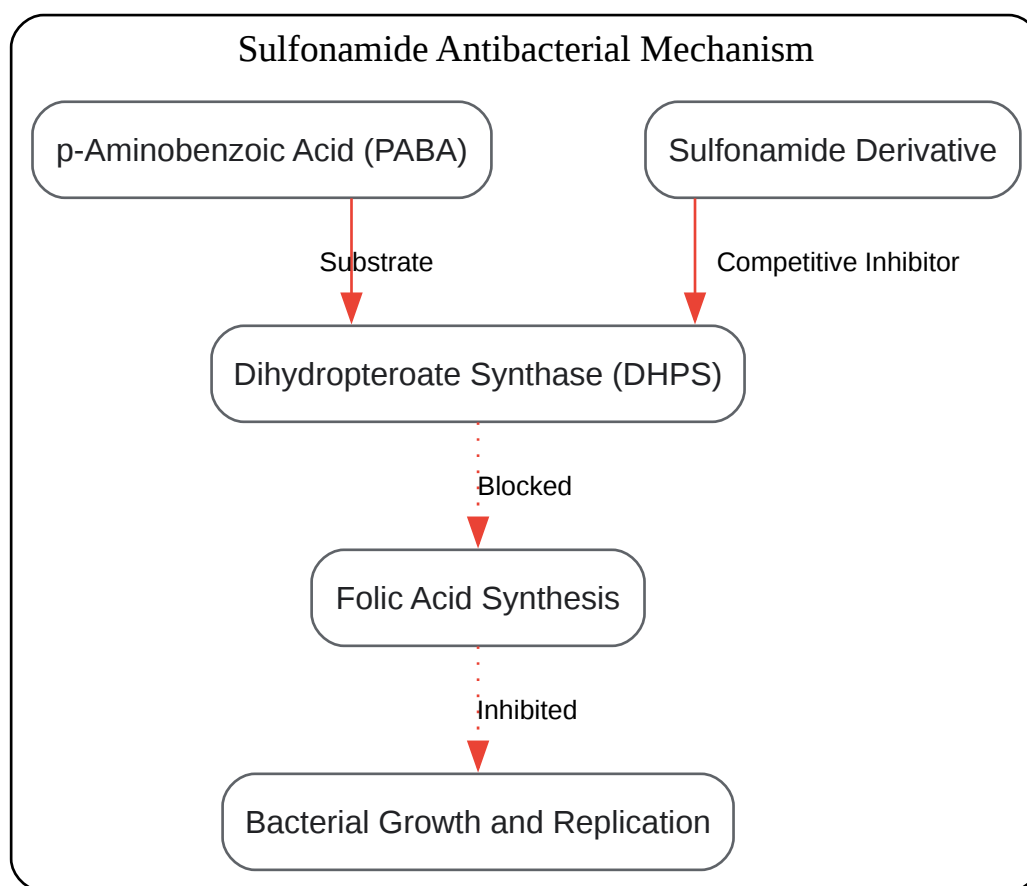 Sulfonamide Antibacterial Mechanism
p-Aminobenzoic Acid (PABA)
Sulfonamide Derivative
Substrate
Competitive Inhibitor
Dihydropteroate Synthase (DHPS)
Blocked
Folic Acid Synthesis
Inhibited
Bacterial Growth and Replication